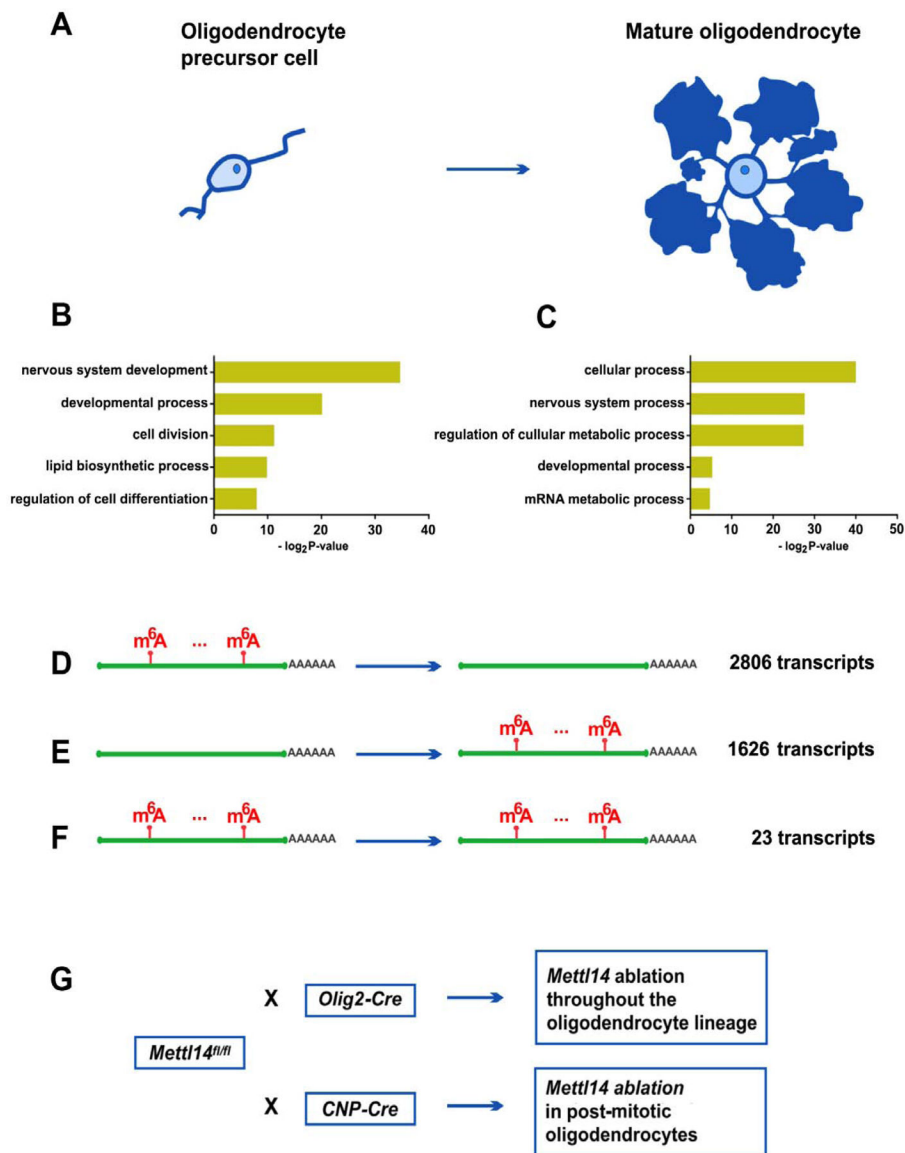 A
Oligodendrocyte
precursor cell
Mature oligodendrocyte
B
nervous system development
developmental process
cell division
lipid biosynthetic process
regulation of cell differentiation
0 10 20 30 40
- log2P-value
C
cellular process
nervous system process
regulation of cullular metabolic process
developmental process
mRNA metabolic process
0 10 20 30 40 50
- log2P-value
D
m6A ... m6A
AAAAAA
AAAAAA
2806 transcripts
E
AAAAAA
m6A ... m6A
AAAAAA
1626 transcripts
F
m6A ... m6A
AAAAAA
m6A ... m6A
AAAAAA
23 transcripts
G
Mettl14fl/fl
X
Olig2-Cre
Mettl14 ablation
throughout the
oligodendrocyte lineage
X
CNP-Cre
Mettl14 ablation
in post-mitotic
oligodendrocytes